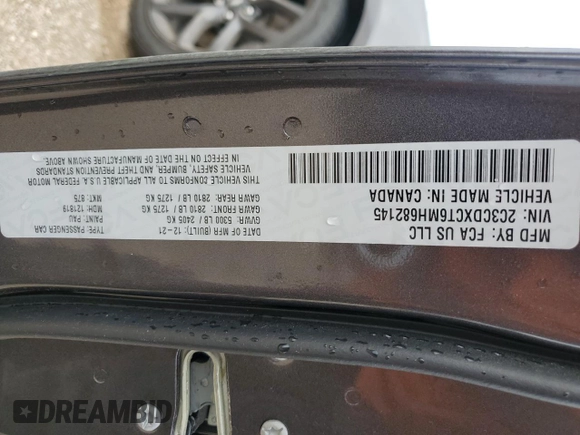 MFD BY: FCA US LLC
VIN: 2C3CDXCT6MH682145
VEHICLE MADE IN: CANADA
DATE OF MFR (BUILT): 12-21
TYPE: PASSENGER CAR
GVWR: 5300 LB / 2405 KG
PAINT: PAU
GAWR FRONT: 2810 LB / 1275 KG
MDH: 121819
GAWR REAR: 2810 LB / 1275 KG
MNT: 875
THIS VEHICLE CONFORMS TO ALL APPLICABLE U.S.A. FEDERAL MOTOR
VEHICLE SAFETY, BUMPER, AND THEFT PREVENTION STANDARDS
IN EFFECT ON THE DATE OF MANUFACTURE SHOWN ABOVE.
DREAMBID